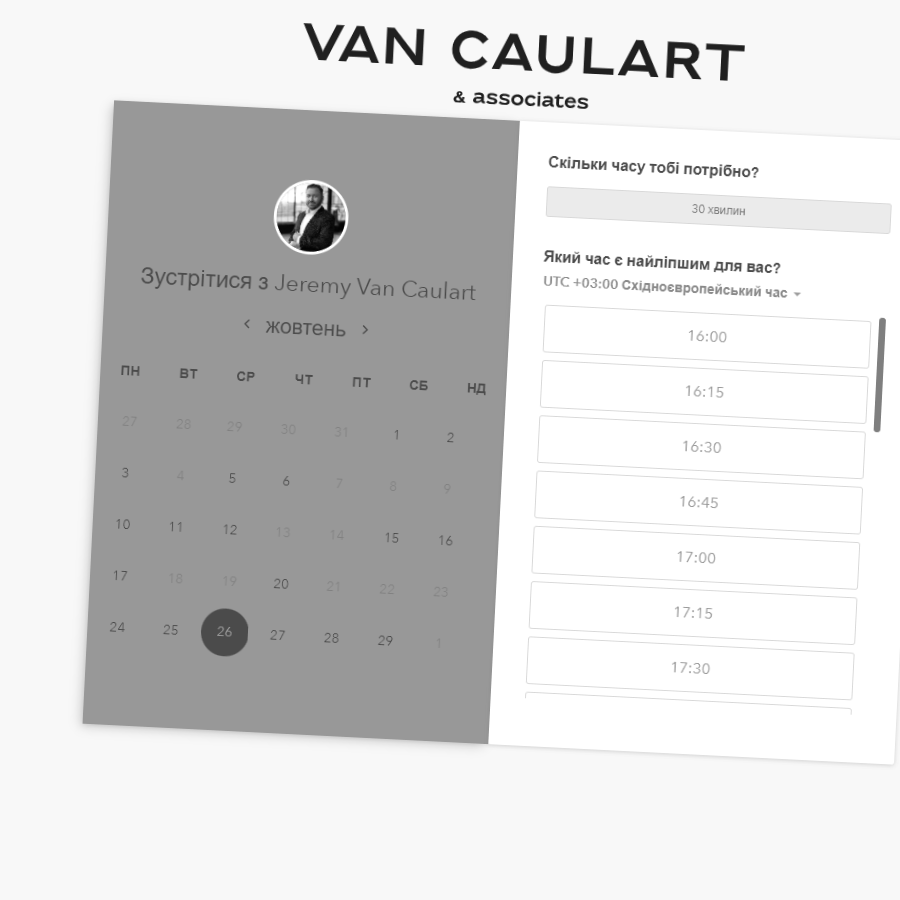 VAN CAULART
& associates
Зустрітися з Jeremy Van Caulart
жовтень
ПН ВТ СР ЧТ ПТ СБ НД
27 28 29 30 31 1 2
3 4 5 6 7 8 9
10 11 12 13 14 15 16
17 18 19 20 21 22 23
24 25 26 27 28 29 1
Скільки часу тобі потрібно?
30 хвилин
Який час є найліпшим для вас?
UTC +03:00 Східноєвропейський час
16:00
16:15
16:30
16:45
17:00
17:15
17:30